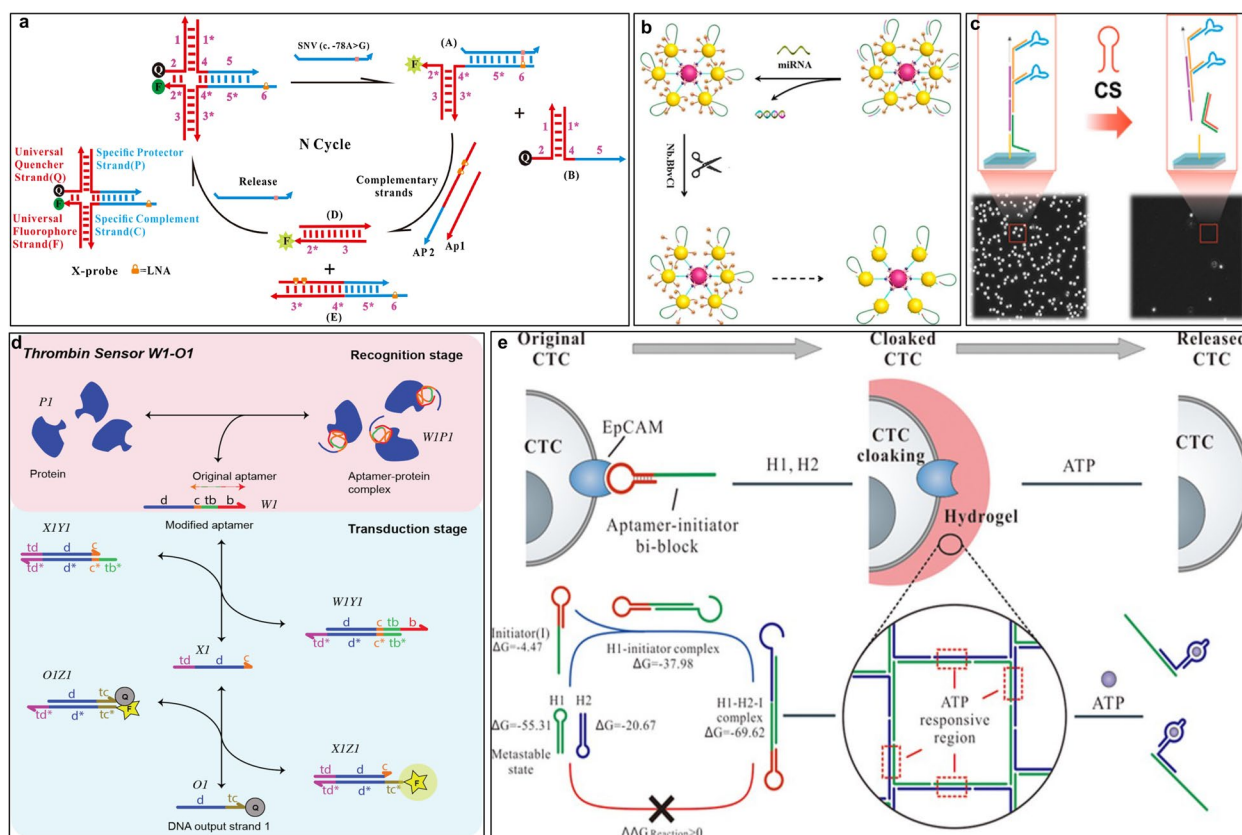 a
1
1*
SNV (c. -78A>G)
(A)
Q
2
4
5
F
2*
4*
5*
6
3
3*
F
2*
4*
5*
6
3
3*
+
1
1*
Q
2
4
5
(B)
N Cycle
Universal
Quencher
Strand(Q)
Specific Protector
Strand(P)
Release
Complementary
strands
Q
F
Universal
Fluorophore
Strand(F)
Specific Complement
Strand(C)
(D)
F
2*
3
AP2
Ap1
X-probe
=LNA
+
3*
4*
5*
6
(E)
b
miRNA
Nb.BbvCI
c
CS
d
Thrombin Sensor W1-O1
Recognition stage
P1
W1P1
Protein
Original aptamer
Aptamer-protein
complex
d
c
tb
b
W1
Modified aptamer
Transduction stage
X1Y1
td
d
c
td*
d*
c*
tb*
W1Y1
d
c
tb
b
td*
d*
c*
tb*
X1
td
d
c
O1Z1
d
tc
Q
F
td*
d*
tc*
X1Z1
td
d
c
td*
d*
tc*
F
O1
d
tc
Q
DNA output strand 1
e
Original
CTC
Cloaked
CTC
Released
CTC
CTC
EpCAM
Aptamer-initiator
bi-block
H1, H2
CTC
cloaking
Hydrogel
ATP
CTC
Initiator(I)
ΔG=-4.47
H1-initiator complex
ΔG=-37.98
H1
H2
ΔG=-55.31
ΔG=-20.67
Metastable
state
H1-H2-I
complex
ΔG=-69.62
ΔΔG Reaction≥0
ATP
responsive
region
ATP